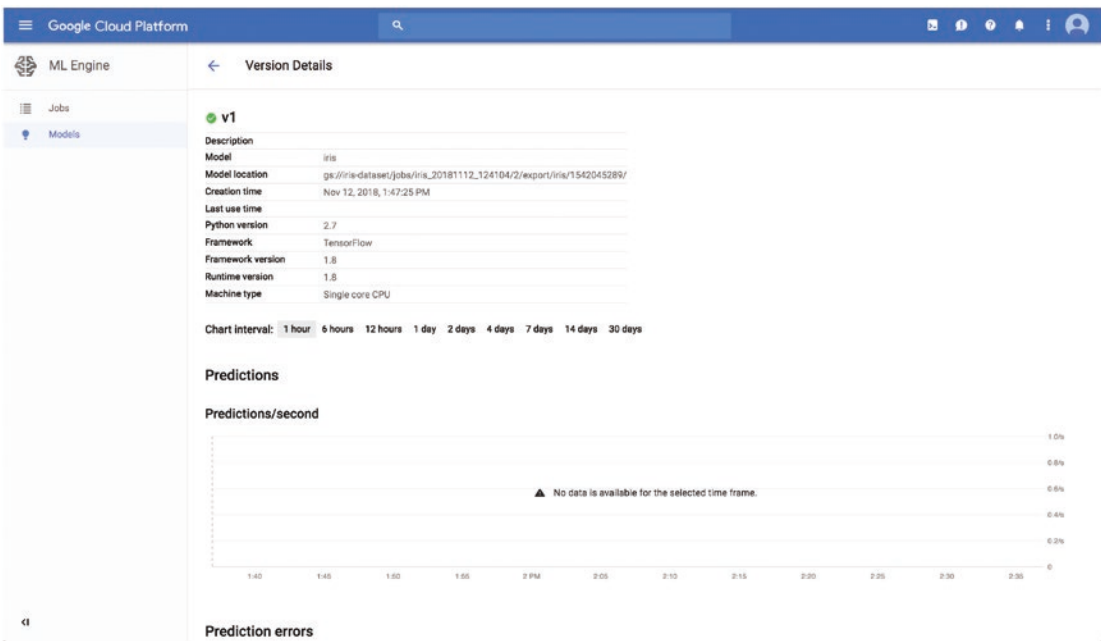 Google Cloud Platform
ML Engine
Version Details
Jobs
Models
v1
Description
Model iris
Model location gs://iris-dataset/jobs/iris_20181112_124104/2/export/iris/1542045289/
Creation time Nov 12, 2018, 1:47:25 PM
Last use time
Python version 2.7
Framework TensorFlow
Framework version 1.8
Runtime version 1.8
Machine type Single core CPU
Chart interval: 1 hour 6 hours 12 hours 1 day 2 days 4 days 7 days 14 days 30 days
Predictions
Predictions/second
1.0/s
0.8/s
No data is available for the selected time frame.
0.6/s
0.4/s
0.2/s
0
1:40 1:45 1:50 1:55 2 PM 2:05 2:10 2:15 2:20 2:25 2:30 2:35
Prediction errors